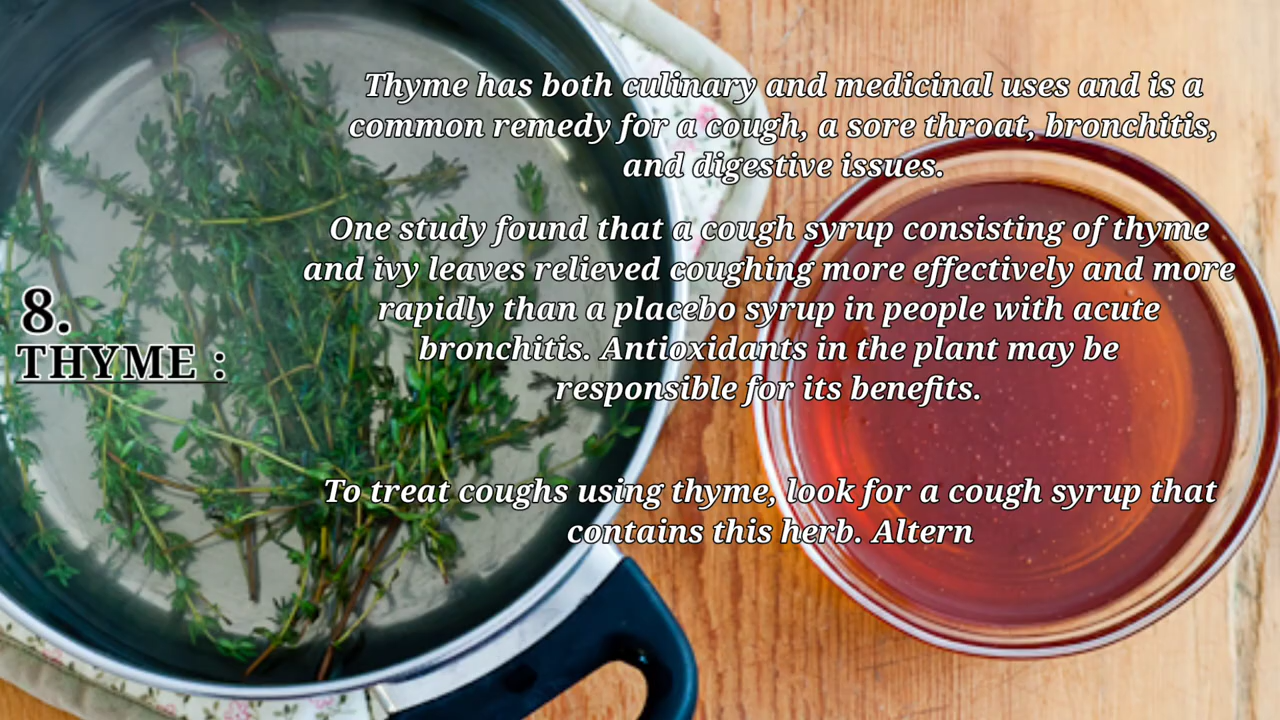 8.
THYME :
Thyme has both culinary and medicinal uses and is a
common remedy for a cough, a sore throat, bronchitis,
and digestive issues.
One study found that a cough syrup consisting of thyme
and ivy leaves relieved coughing more effectively and more
rapidly than a placebo syrup in people with acute
bronchitis. Antioxidants in the plant may be
responsible for its benefits.
To treat coughs using thyme, look for a cough syrup that
contains this herb. Altern